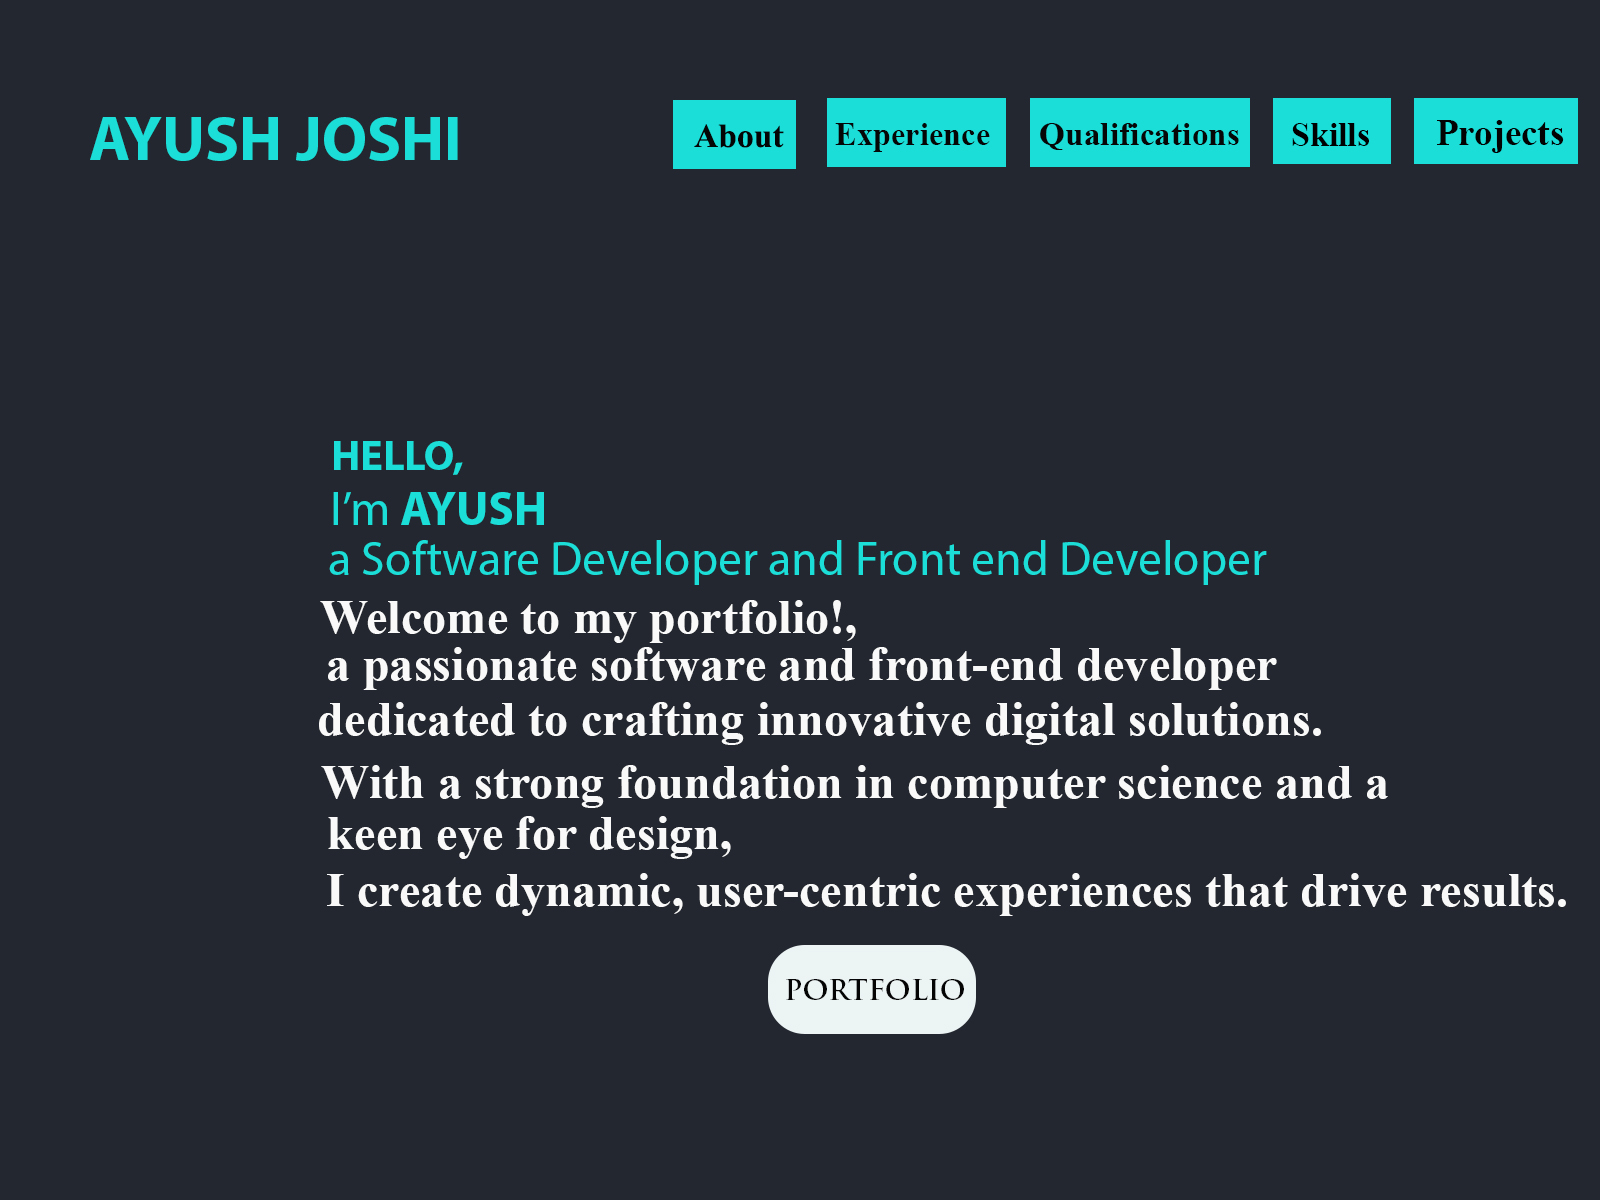 AYUSH JOSHI
About
Experience
Qualifications
Skills
Projects
HELLO,
I’m AYUSH
a Software Developer and Front end Developer
Welcome to my portfolio!,
a passionate software and front-end developer
dedicated to crafting innovative digital solutions.
With a strong foundation in computer science and a
keen eye for design,
I create dynamic, user-centric experiences that drive results.
PORTFOLIO